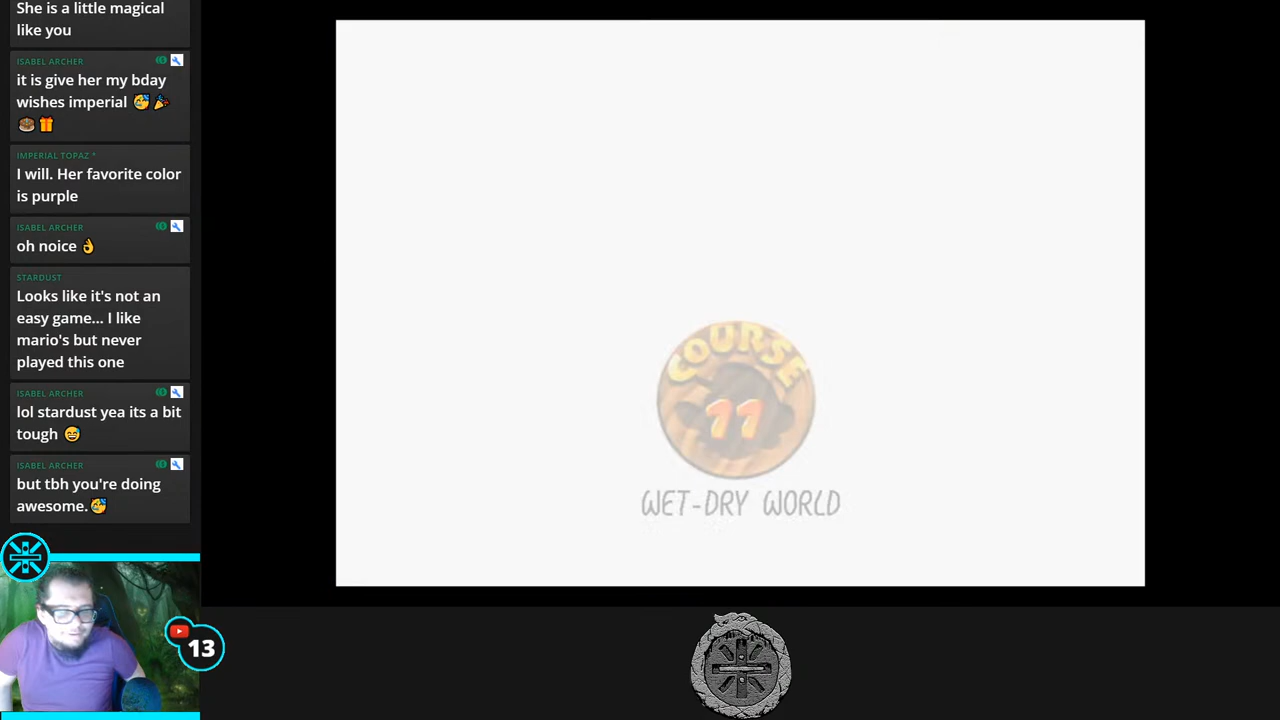 She is a little magical
like you
ISABEL ARCHER
it is give her my bday
wishes imperial 🥳🎉
🎂🎁
IMPERIAL TOPAZ *
I will. Her favorite color
is purple
ISABEL ARCHER
oh noice 👌
STARDUST
Looks like it's not an
easy game... I like
mario's but never
played this one
ISABEL ARCHER
lol stardust yea its a bit
tough 😅
ISABEL ARCHER
but tbh you're doing
awesome.🥳
13
COURSE
11
WET-DRY WORLD